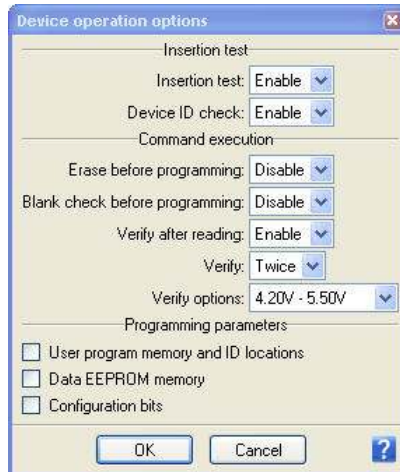 Device operation options
Insertion test
Insertion test: Enable
Device ID check: Enable
Command execution
Erase before programming: Disable
Blank check before programming: Disable
Verify after reading: Enable
Verify: Twice
Verify options: 4.20V - 5.50V
Programming parameters
User program memory and ID locations
Data EEPROM memory
Configuration bits
OK Cancel ?